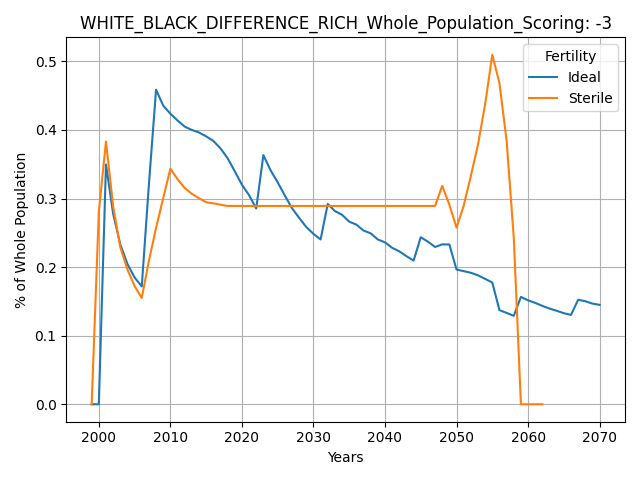 WHITE_BLACK_DIFFERENCE_RICH_Whole_Population_Scoring: -3
Fertility
Ideal
Sterile
% of Whole Population
0.5
0.4
0.3
0.2
0.1
0.0
2000 2010 2020 2030 2040 2050 2060 2070
Years